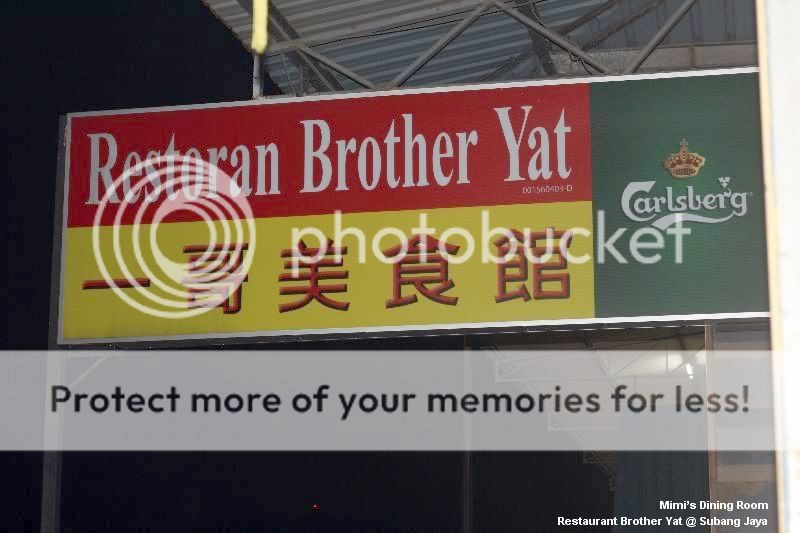 Restoran Brother Yat
001560403-D
一哥美食館
Carlsberg
photobucket
Protect more of your memories for less!
Mimi's Dining Room
Restaurant Brother Yat @ Subang Jaya